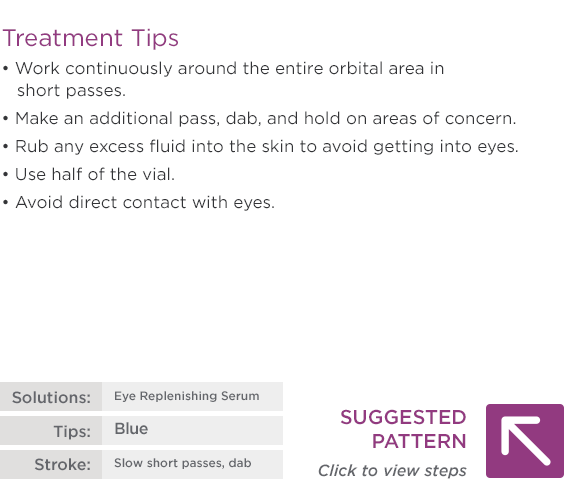 Treatment Tips
• Work continuously around the entire orbital area in
short passes.
• Make an additional pass, dab, and hold on areas of concern.
• Rub any excess fluid into the skin to avoid getting into eyes.
• Use half of the vial.
• Avoid direct contact with eyes.
Solutions: Eye Replenishing Serum
Tips: Blue
Stroke: Slow short passes, dab
SUGGESTED
PATTERN
Click to view steps